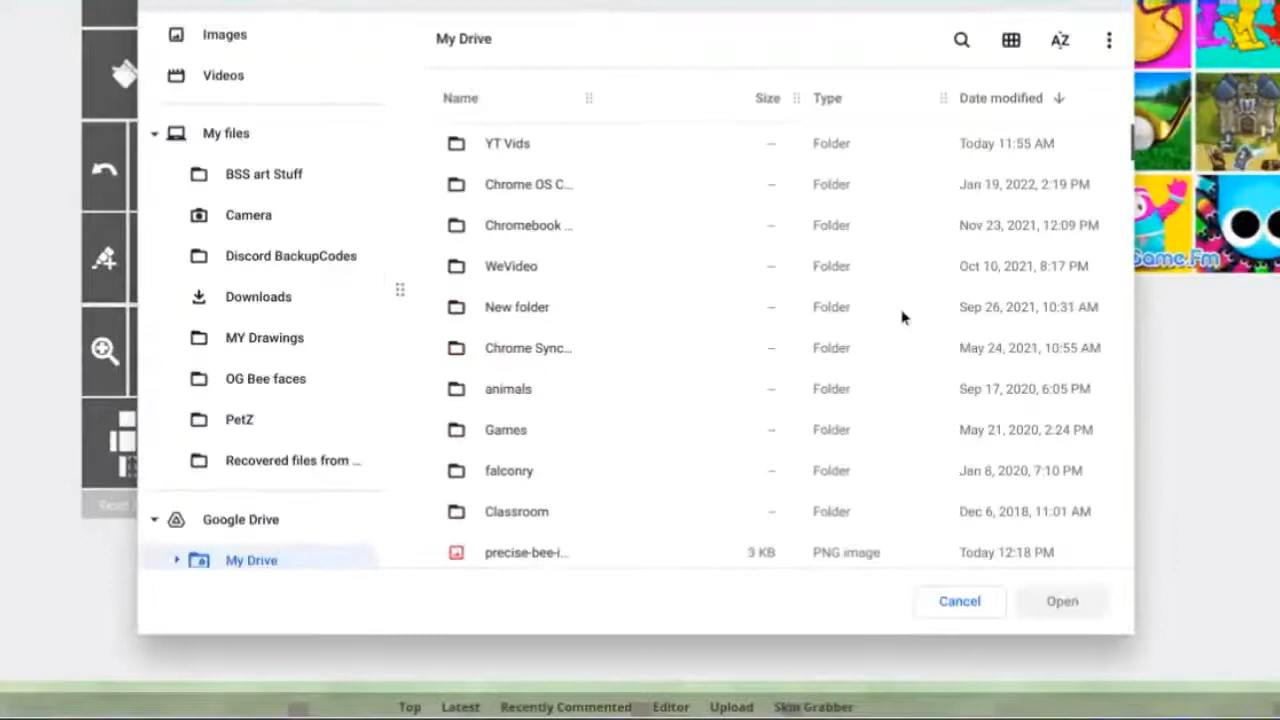 Images
Videos
My files
BSS art Stuff
Camera
Discord BackupCodes
Downloads
MY Drawings
OG Bee faces
PetZ
Recovered files from ...
Google Drive
My Drive
My Drive
AZ
Name Size Type Date modified
YT Vids – Folder Today 11:55 AM
Chrome OS C... – Folder Jan 19, 2022, 2:19 PM
Chromebook ... – Folder Nov 23, 2021, 12:09 PM
WeVideo – Folder Oct 10, 2021, 8:17 PM
New folder – Folder Sep 26, 2021, 10:31 AM
Chrome Sync... – Folder May 24, 2021, 10:55 AM
animals – Folder Sep 17, 2020, 6:05 PM
Games – Folder May 21, 2020, 2:24 PM
falconry – Folder Jan 8, 2020, 7:10 PM
Classroom – Folder Dec 6, 2018, 11:01 AM
precise-bee-i... 3 KB PNG image Today 12:18 PM
Cancel Open
Game.Fm
Top Latest Recently Commented Editor Upload Skin Grabber